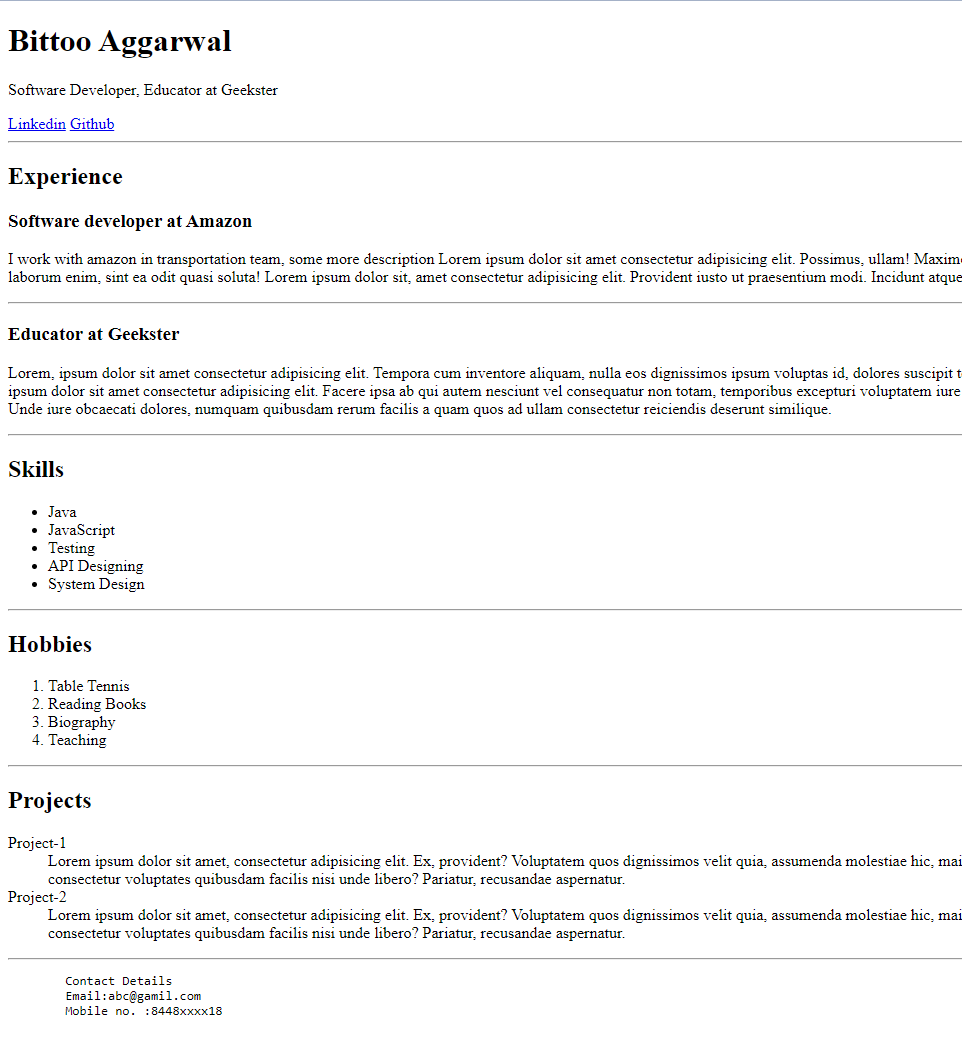 Bittoo Aggarwal
Software Developer, Educator at Geekster
Linkedin Github
Experience
Software developer at Amazon
I work with amazon in transportation team, some more description Lorem ipsum dolor sit amet consectetur adipisicing elit. Possimus, ullam! Maxim
laborum enim, sint ea odit quasi soluta! Lorem ipsum dolor sit, amet consectetur adipisicing elit. Provident iusto ut praesentium modi. Incidunt atque
Educator at Geekster
Lorem, ipsum dolor sit amet consectetur adipisicing elit. Tempora cum inventore aliquam, nulla eos dignissimos ipsum voluptas id, dolores suscipit t
ipsum dolor sit amet consectetur adipisicing elit. Facere ipsa ab qui autem nesciunt vel consequatur non totam, temporibus excepturi voluptatem iure
Unde iure obcaecati dolores, numquam quibusdam rerum facilis a quam quos ad ullam consectetur reiciendis deserunt similique.
Skills
• Java
• JavaScript
• Testing
• API Designing
• System Design
Hobbies
1. Table Tennis
2. Reading Books
3. Biography
4. Teaching
Projects
Project-1
Lorem ipsum dolor sit amet, consectetur adipisicing elit. Ex, provident? Voluptatem quos dignissimos velit quia, assumenda molestiae hic, mai
consectetur voluptates quibusdam facilis nisi unde libero? Pariatur, recusandae aspernatur.
Project-2
Lorem ipsum dolor sit amet, consectetur adipisicing elit. Ex, provident? Voluptatem quos dignissimos velit quia, assumenda molestiae hic, mai
consectetur voluptates quibusdam facilis nisi unde libero? Pariatur, recusandae aspernatur.
Contact Details
Email:abc@gamil.com
Mobile no. :8448xxxx18